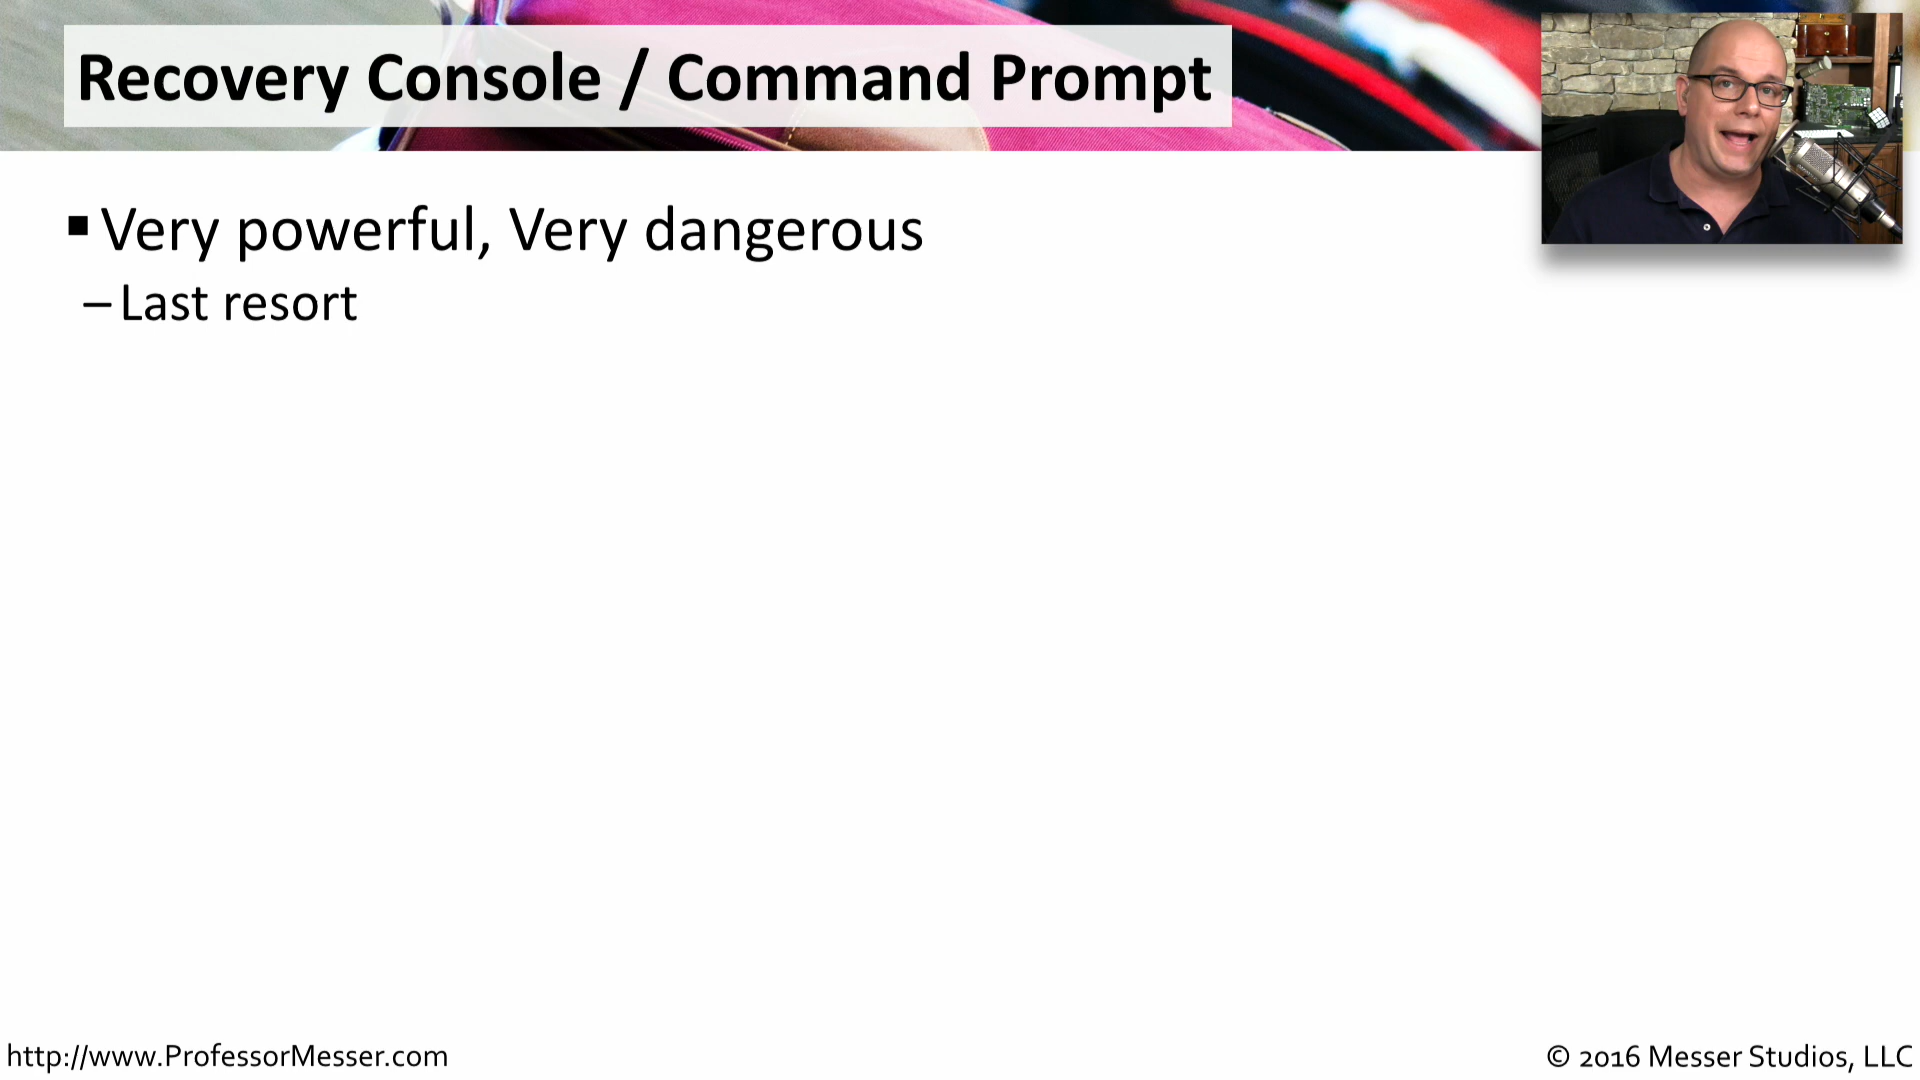 Recovery Console / Command Prompt
▪ Very powerful, Very dangerous
– Last resort
http://www.ProfessorMesser.com
© 2016 Messer Studios, LLC